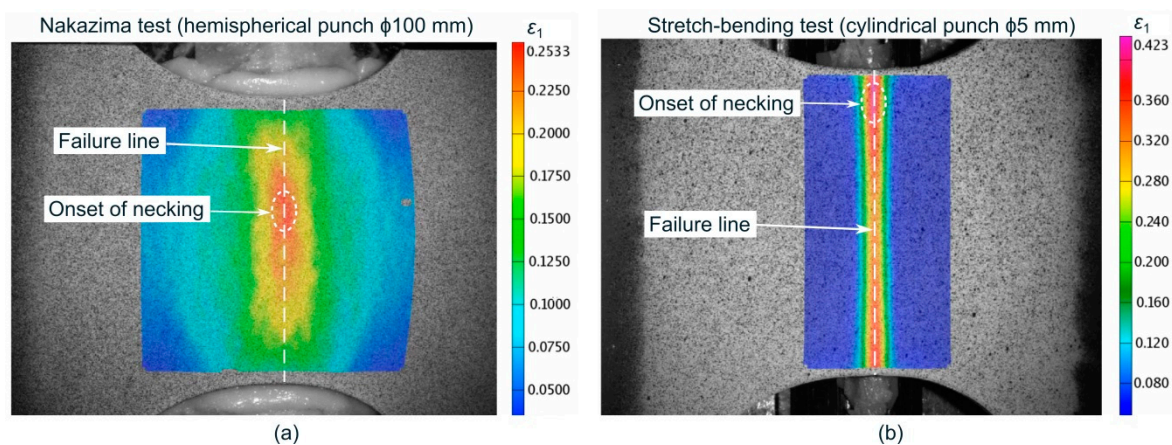 Nakazima test (hemispherical punch ϕ100 mm)
ε1
0.2533
0.2000
0.1750
0.1500
0.1250
0.1000
0.0750
0.0500
Failure line
Onset of necking
(a)
Stretch-bending test (cylindrical punch ϕ5 mm)
ε1
0.423
0.360
0.320
0.280
0.240
0.200
0.160
0.120
0.080
Onset of necking
Failure line
(b)